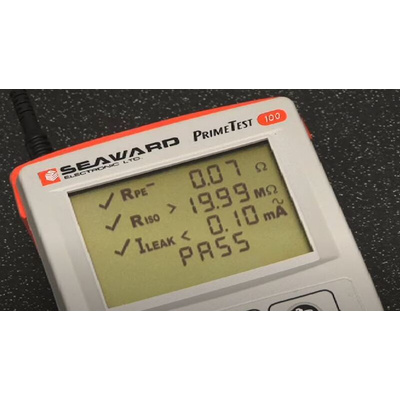 SEAWARD
ELECTRONIC LTD.
PRIMETEST 100
✓ RPE 0.07 Ω
✓ RISO > 19.99 MΩ
✓ ILEAK < 0.10 mA
PASS